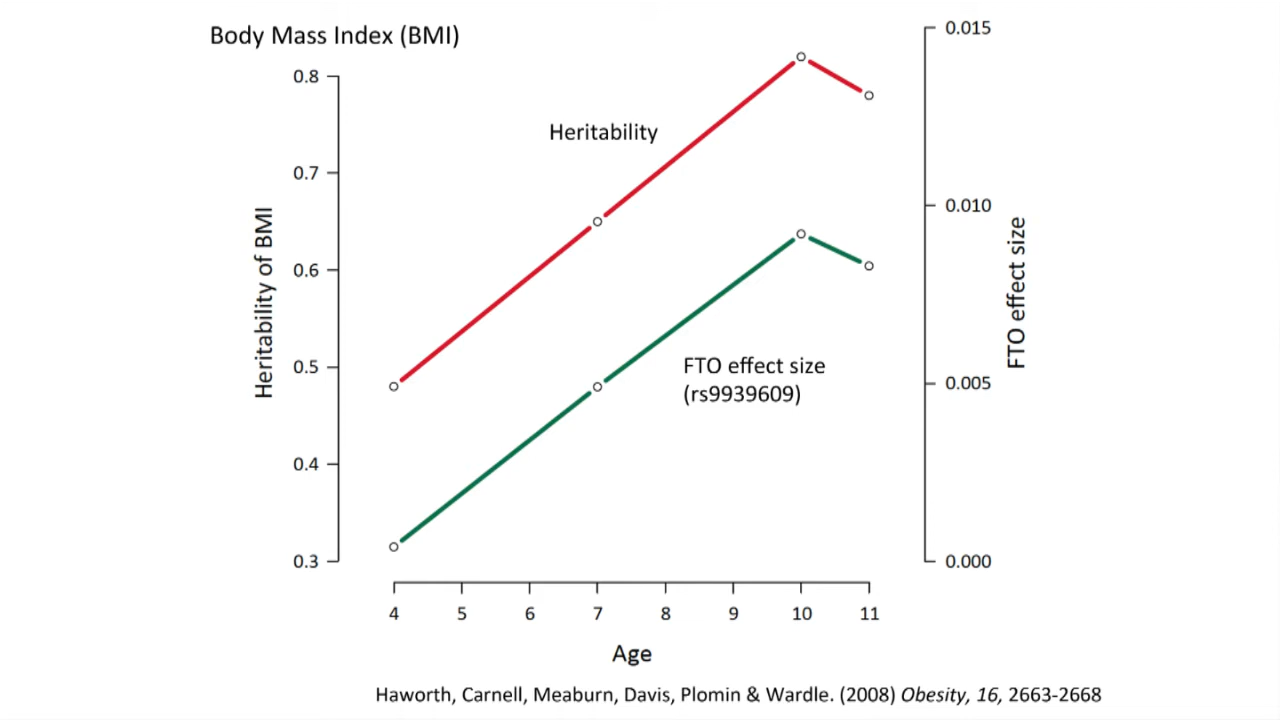 Body Mass Index (BMI)
0.015
0.8
Heritability
0.7
0.010
0.6
Heritability of BMI
FTO effect size
0.5
FTO effect size
(rs9939609)
0.005
0.4
0.3
0.000
4 5 6 7 8 9 10 11
Age
Haworth, Carnell, Meaburn, Davis, Plomin & Wardle. (2008) Obesity, 16, 2663-2668